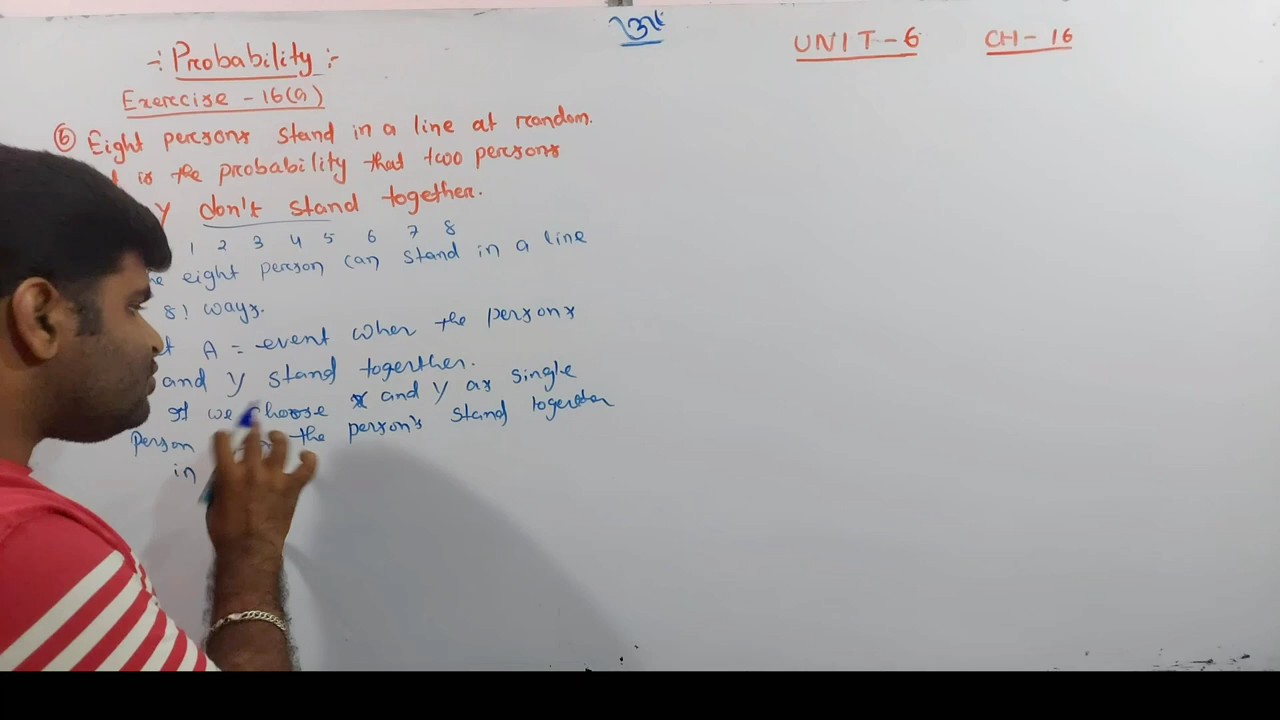 ॐ
UNIT-6 CH-16
-: Probability :-
Exercise - 16(a)
⑥ Eight persons stand in a line at random.
is the probability that two persons
Y don't stand together.
1 2 3 4 5 6 7 8
eight person can stand in a line
8! ways.
A = event when the persons
and Y stand togerther.
If we choose X and Y as single
Person the person's stand together
in